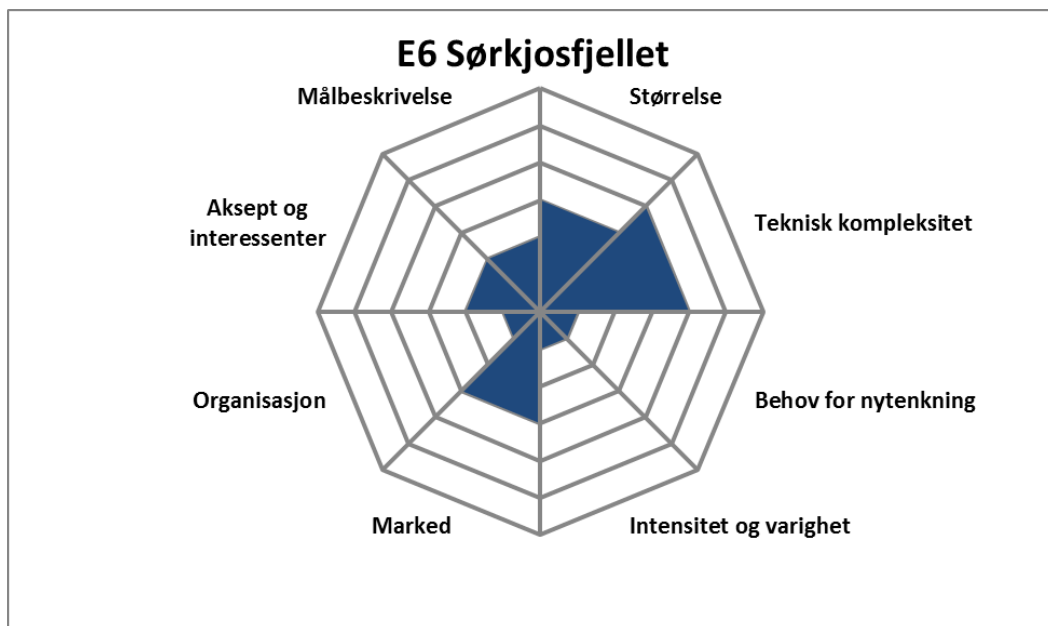 E6 Sørkjosfjellet
Målbeskrivelse
Størrelse
Aksept og
interessenter
Teknisk kompleksitet
Organisasjon
Behov for nytenkning
Marked
Intensitet og varighet